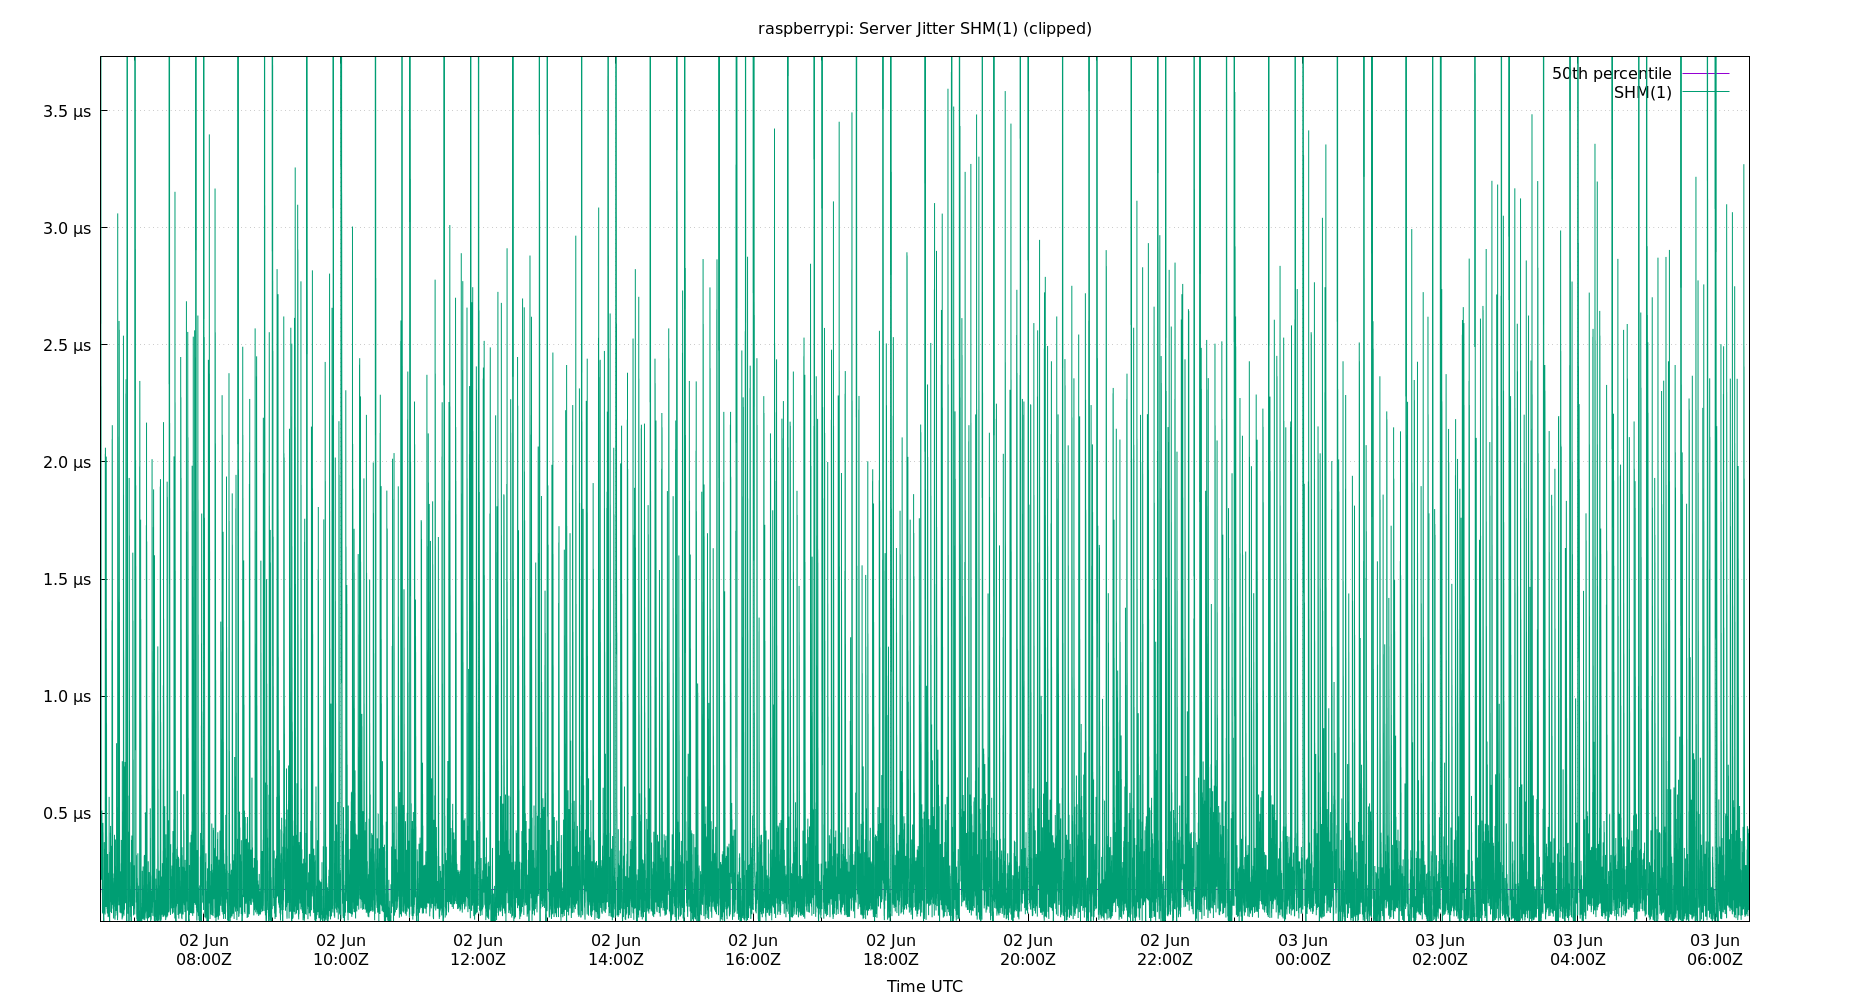 raspberrypi: Server Jitter SHM(1) (clipped)
50th percentile
SHM(1)
3.5 µs
3.0 µs
2.5 µs
2.0 µs
1.5 µs
1.0 µs
0.5 µs
02 Jun 02 Jun 02 Jun 02 Jun 02 Jun 02 Jun 02 Jun 02 Jun 03 Jun 03 Jun 03 Jun 03 Jun
08:00Z 10:00Z 12:00Z 14:00Z 16:00Z 18:00Z 20:00Z 22:00Z 00:00Z 02:00Z 04:00Z 06:00Z
Time UTC